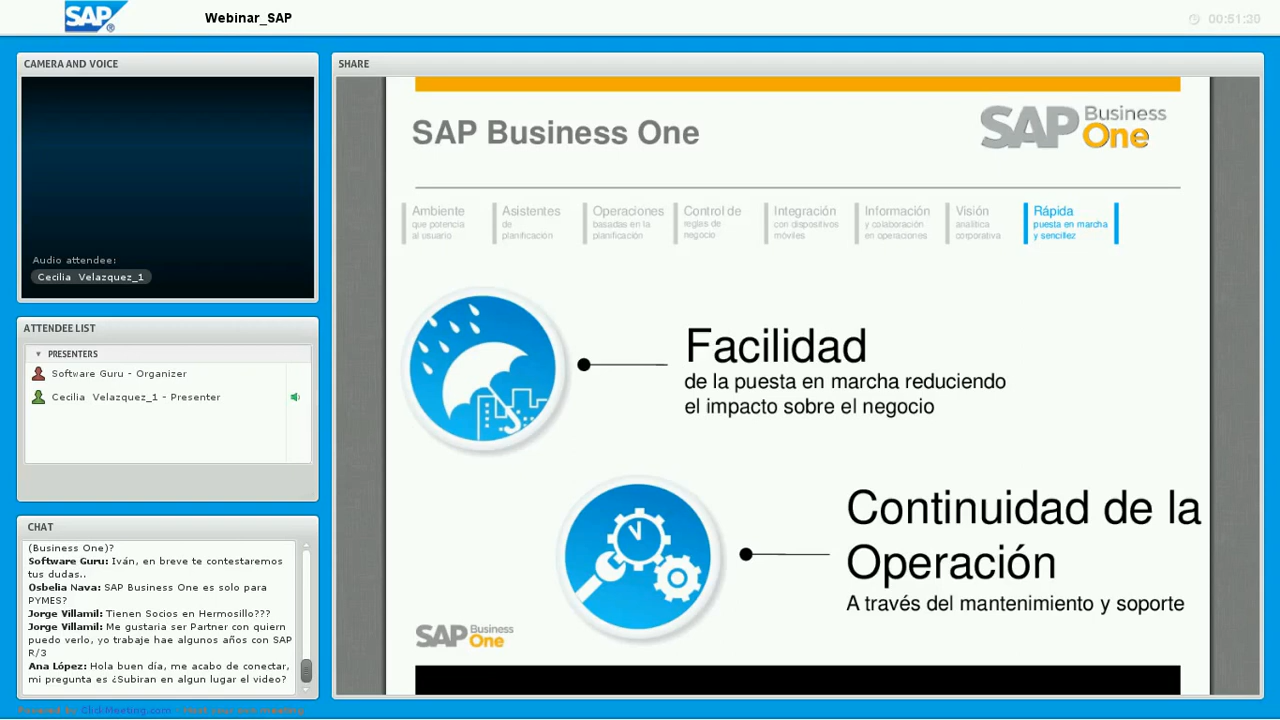 SAP
Webinar_SAP
00:51:30
CAMERA AND VOICE
Audio attendee:
Cecilia Velazquez_1
ATTENDEE LIST
PRESENTERS
Software Guru - Organizer
Cecilia Velazquez_1 - Presenter
CHAT
(Business One)?
Software Guru: Iván, en breve te contestaremos
tus dudas..
Osbelia Nava: SAP Business One es solo para
PYMES?
Jorge Villamil: Tienen Socios en Hermosillo???
Jorge Villamil: Me gustaria ser Partner con quiern
puedo verlo, yo trabaje hae algunos años con SAP
R/3
Ana López: Hola buen día, me acabo de conectar,
mi pregunta es ¿Subiran en algun lugar el video?
Powered by ClickMeeting.com - Host your own meeting
SHARE
SAP Business One
SAP Business One
Ambiente
que potencia
al usuario
Asistentes
de
planificación
Operaciones
basadas en la
planificación
Control de
reglas de
negocio
Integración
con dispositivos
móviles
Información
y colaboración
en operaciones
Visión
analítica
corporativa
Rápida
puesta en marcha
y sencillez
Facilidad
de la puesta en marcha reduciendo
el impacto sobre el negocio
Continuidad de la
Operación
A través del mantenimiento y soporte
SAP Business One